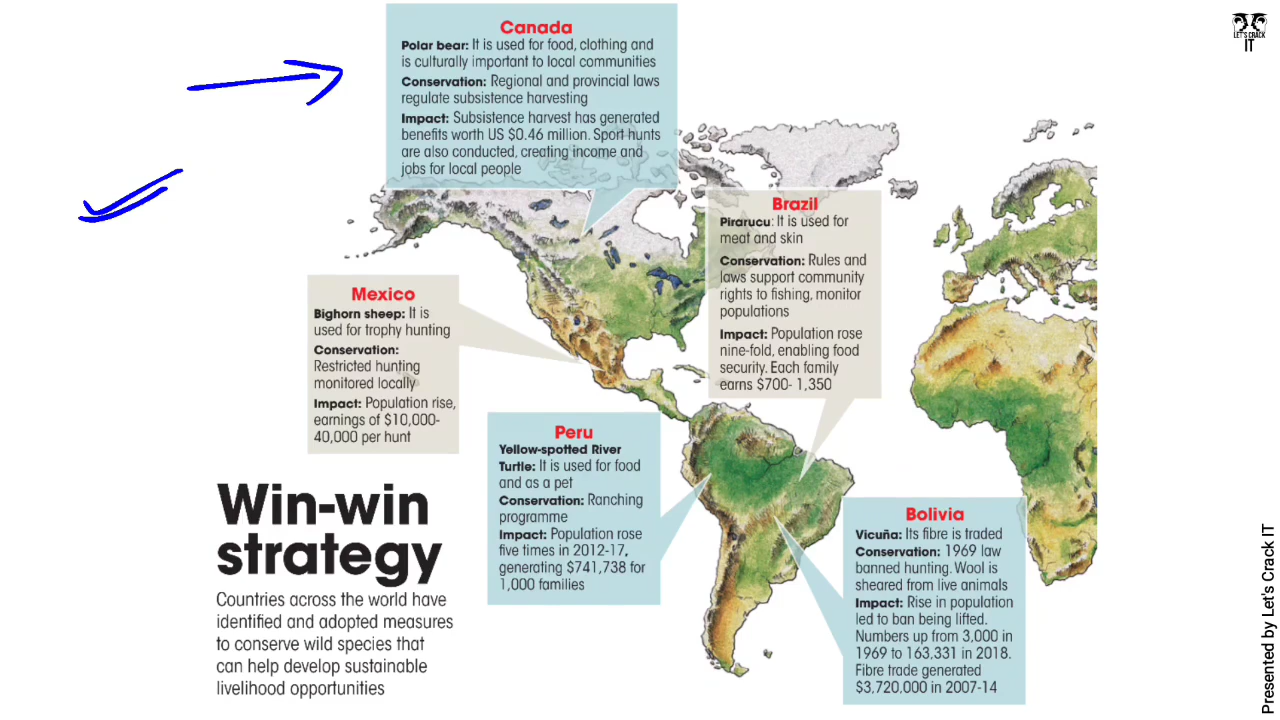 LET'S CRACK
IT
Canada
Polar bear: It is used for food, clothing and
is culturally important to local communities
Conservation: Regional and provincial laws
regulate subsistence harvesting
Impact: Subsistence harvest has generated
benefits worth US $0.46 million. Sport hunts
are also conducted, creating income and
jobs for local people
Brazil
Pirarucu: It is used for
meat and skin
Conservation: Rules and
laws support community
rights to fishing, monitor
populations
Impact: Population rose
nine-fold, enabling food
security. Each family
earns $700- 1,350
Mexico
Bighorn sheep: It is
used for trophy hunting
Conservation:
Restricted hunting
monitored locally
Impact: Population rise,
earnings of $10,000-
40,000 per hunt
Peru
Yellow-spotted River
Turtle: It is used for food
and as a pet
Conservation: Ranching
programme
Impact: Population rose
five times in 2012-17,
generating $741,738 for
1,000 families
Bolivia
Vicuña: Its fibre is traded
Conservation: 1969 law
banned hunting. Wool is
sheared from live animals
Impact: Rise in population
led to ban being lifted.
Numbers up from 3,000 in
1969 to 163,331 in 2018.
Fibre trade generated
$3,720,000 in 2007-14
Win-win
strategy
Countries across the world have
identified and adopted measures
to conserve wild species that
can help develop sustainable
livelihood opportunities
Presented by Let's Crack IT